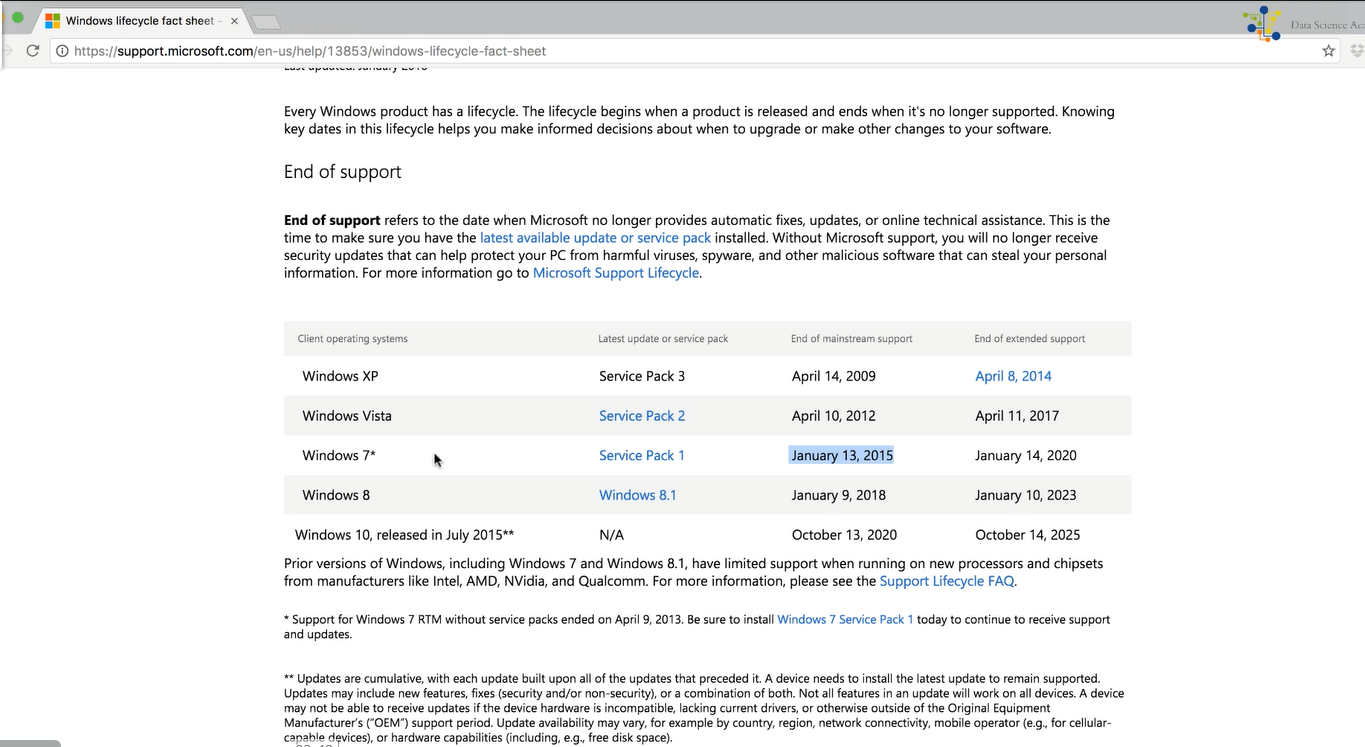 Windows lifecycle fact sheet -
Data Science Aca
https://support.microsoft.com/en-us/help/13853/windows-lifecycle-fact-sheet
Every Windows product has a lifecycle. The lifecycle begins when a product is released and ends when it's no longer supported. Knowing
key dates in this lifecycle helps you make informed decisions about when to upgrade or make other changes to your software.
End of support
End of support refers to the date when Microsoft no longer provides automatic fixes, updates, or online technical assistance. This is the
time to make sure you have the latest available update or service pack installed. Without Microsoft support, you will no longer receive
security updates that can help protect your PC from harmful viruses, spyware, and other malicious software that can steal your personal
information. For more information go to Microsoft Support Lifecycle.
Client operating systems Latest update or service pack End of mainstream support End of extended support
Windows XP Service Pack 3 April 14, 2009 April 8, 2014
Windows Vista Service Pack 2 April 10, 2012 April 11, 2017
Windows 7* Service Pack 1 January 13, 2015 January 14, 2020
Windows 8 Windows 8.1 January 9, 2018 January 10, 2023
Windows 10, released in July 2015** N/A October 13, 2020 October 14, 2025
Prior versions of Windows, including Windows 7 and Windows 8.1, have limited support when running on new processors and chipsets
from manufacturers like Intel, AMD, NVidia, and Qualcomm. For more information, please see the Support Lifecycle FAQ.
* Support for Windows 7 RTM without service packs ended on April 9, 2013. Be sure to install Windows 7 Service Pack 1 today to continue to receive support
and updates.
** Updates are cumulative, with each update built upon all of the updates that preceded it. A device needs to install the latest update to remain supported.
Updates may include new features, fixes (security and/or non-security), or a combination of both. Not all features in an update will work on all devices. A device
may not be able to receive updates if the device hardware is incompatible, lacking current drivers, or otherwise outside of the Original Equipment
Manufacturer's ("OEM") support period. Update availability may vary, for example by country, region, network connectivity, mobile operator (e.g., for cellular-
capable devices), or hardware capabilities (including, e.g., free disk space).